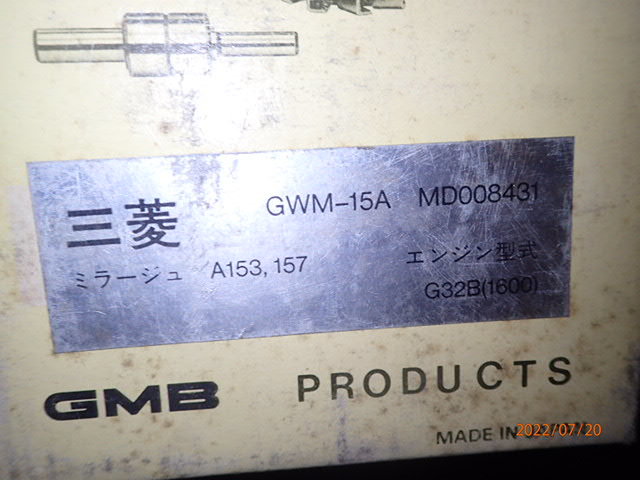 三菱 GWM-15A MD008431
ミラージュ A153, 157 エンジン型式
G32B(1600)
GMB PRODUCTS
MADE IN
2022/07/20